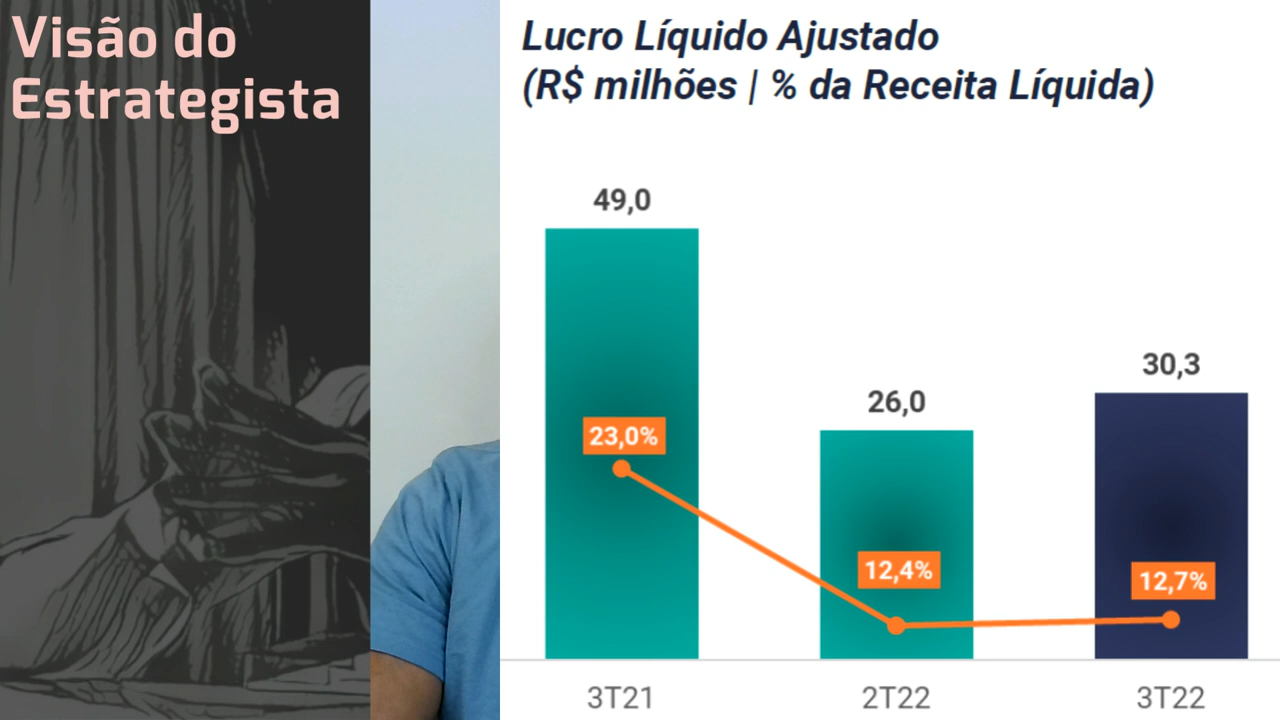 Visão do
Estrategista
Lucro Líquido Ajustado
(R$ milhões | % da Receita Líquida)
49,0
30,3
26,0
23,0%
12,4%
12,7%
3T21
2T22
3T22